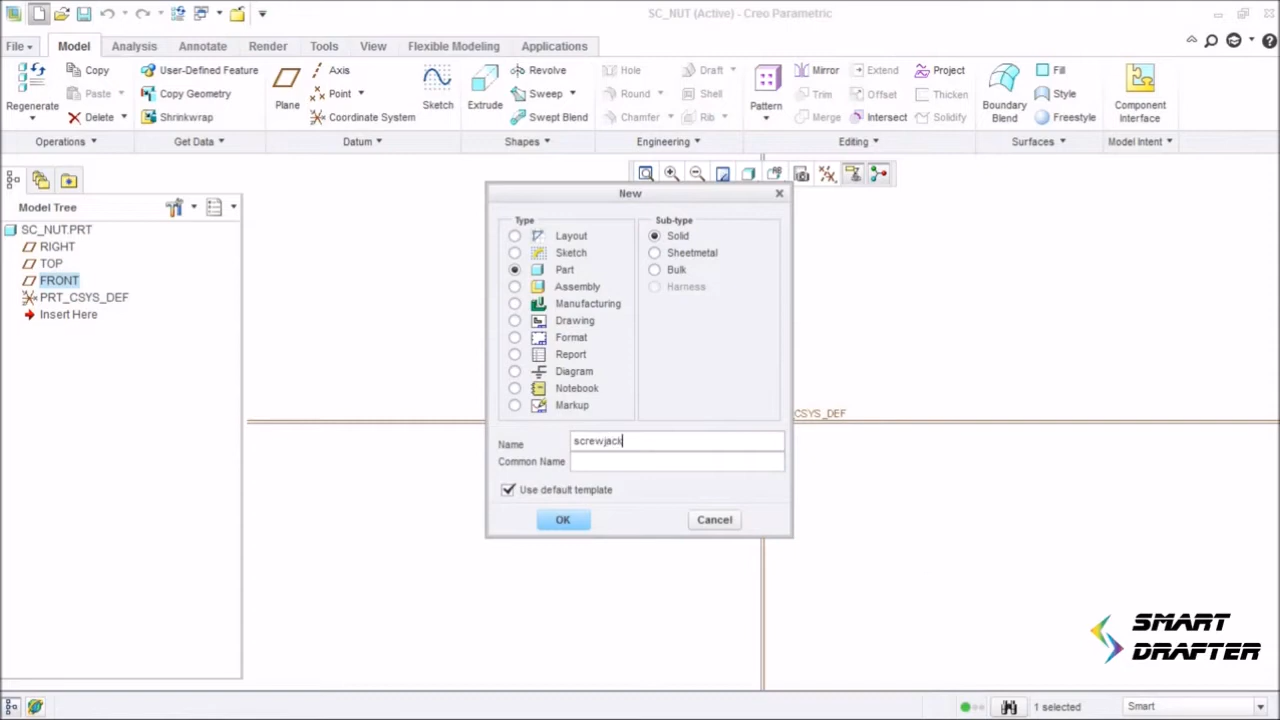 SC_NUT (Active) - Creo Parametric
File Model Analysis Annotate Render Tools View Flexible Modeling Applications
Regenerate
Copy
Paste
Delete
Operations
User-Defined Feature
Copy Geometry
Shrinkwrap
Get Data
Plane
Axis
Point
Coordinate System
Datum
Sketch
Extrude
Revolve
Sweep
Swept Blend
Shapes
Hole
Round
Chamfer
Draft
Shell
Rib
Engineering
Pattern
Mirror
Trim
Merge
Extend
Offset
Intersect
Project
Thicken
Solidify
Editing
Boundary
Blend
Fill
Style
Freestyle
Surfaces
Component
Interface
Model Intent
Model Tree
SC_NUT.PRT
RIGHT
TOP
FRONT
PRT_CSYS_DEF
Insert Here
New
Type
Layout
Sketch
Part
Assembly
Manufacturing
Drawing
Format
Report
Diagram
Notebook
Markup
Sub-type
Solid
Sheetmetal
Bulk
Harness
Name screwjack
Common Name
Use default template
OK Cancel
CSYS_DEF
SMART
DRAFTER
1 selected
Smart